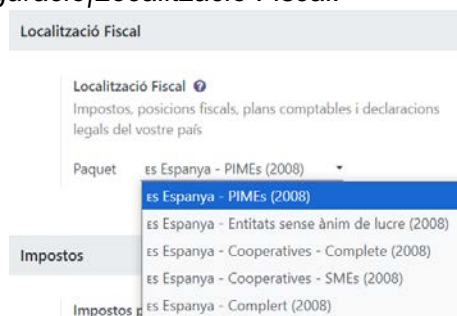 Localització Fiscal
Localització Fiscal ?
Impostos, posicions fiscals, plans comptables i declaracions
legals del vostre país
Paquet ES Espanya - PIMEs (2008)
ES Espanya - PIMEs (2008)
ES Espanya - Entitats sense ànim de lucre (2008)
ES Espanya - Cooperatives - Complete (2008)
ES Espanya - Cooperatives - SMEs (2008)
Impostos
ES Espanya - Complert (2008)
Impostos